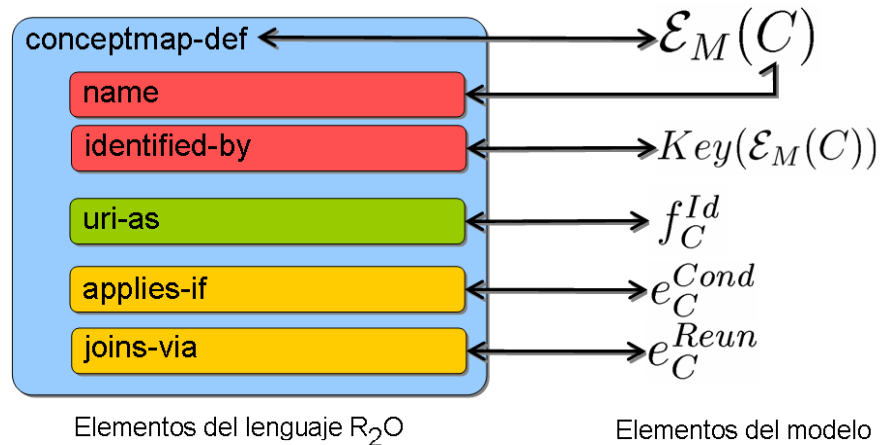 conceptmap-def ℰ_M(C)
name
identified-by Key(ℰ_M(C))
uri-as f_C^{Id}
applies-if e_C^{Cond}
joins-via e_C^{Reun}
Elementos del lenguaje R₂O Elementos del modelo